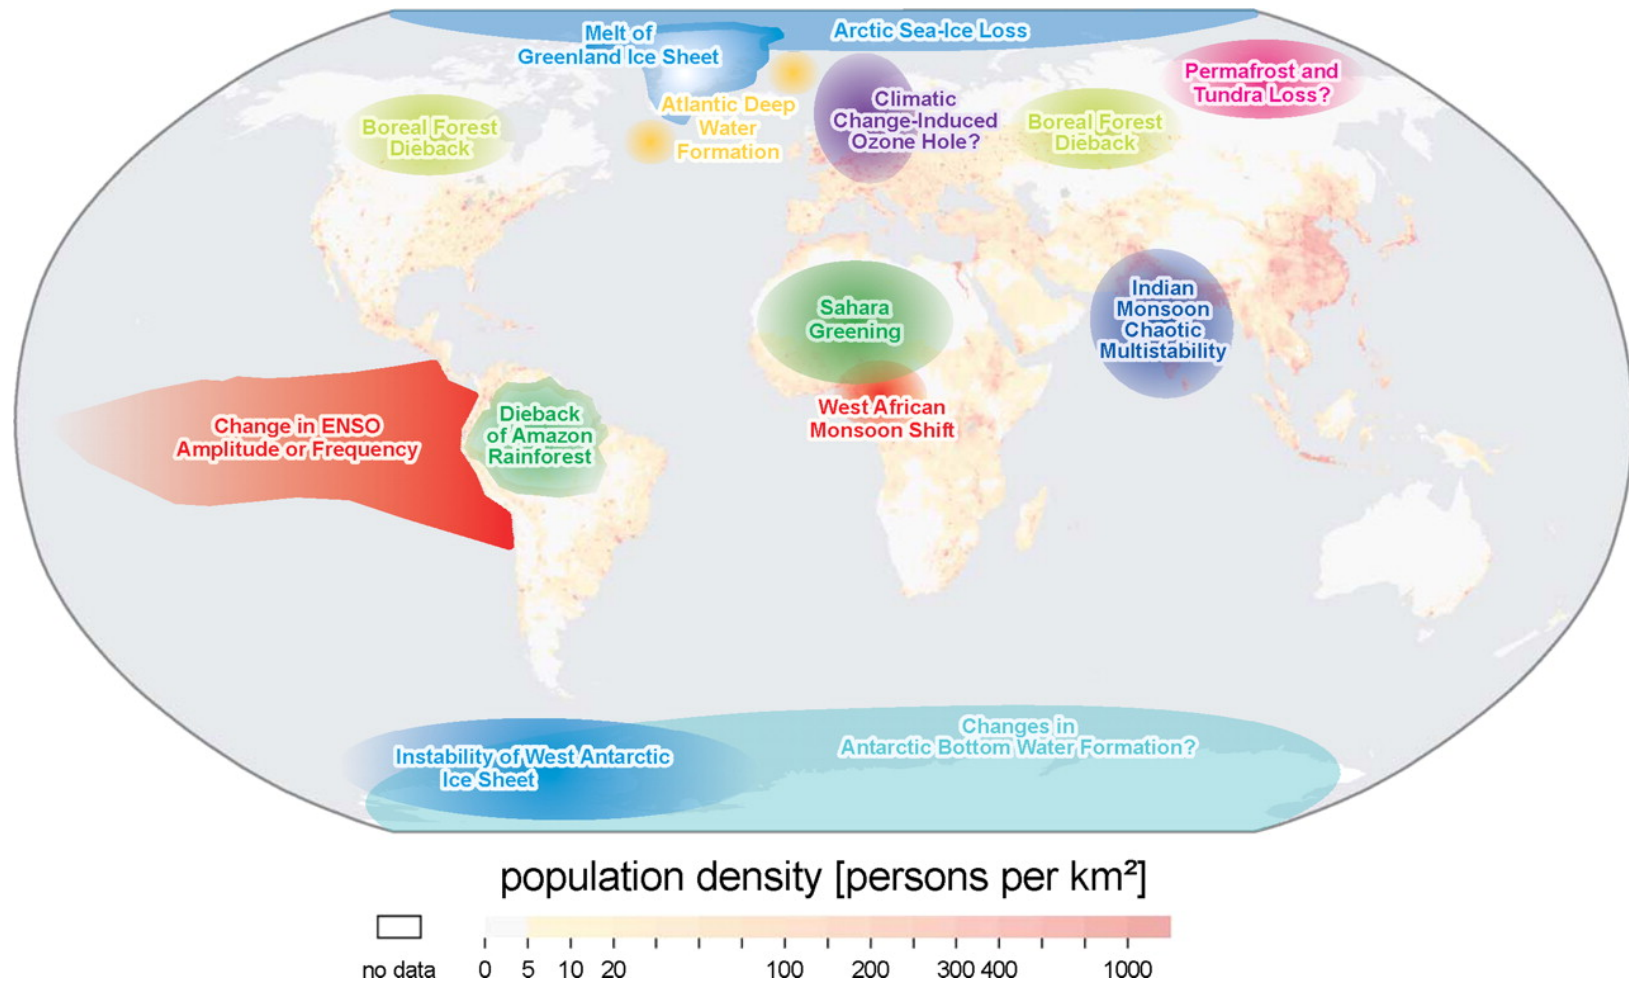 Melt of
Greenland Ice Sheet
Arctic Sea-Ice Loss
Permafrost and
Tundra Loss?
Atlantic Deep
Water
Formation
Climatic
Change-Induced
Ozone Hole?
Boreal Forest
Dieback
Boreal Forest
Dieback
Sahara
Greening
Indian
Monsoon
Chaotic
Multistability
West African
Monsoon Shift
Change in ENSO
Amplitude or Frequency
Dieback
of Amazon
Rainforest
Instability of West Antarctic
Ice Sheet
Changes in
Antarctic Bottom Water Formation?
population density [persons per km²]
no data 0 5 10 20 100 200 300 400 1000